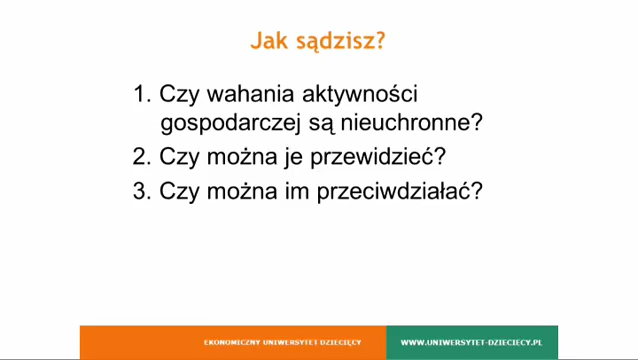 Jak sądzisz?
1. Czy wahania aktywności
gospodarczej są nieuchronne?
2. Czy można je przewidzieć?
3. Czy można im przeciwdziałać?
EKONOMICZNY UNIWERSYTET DZIECIĘCY
WWW.UNIWERSYTET-DZIECIECY.PL